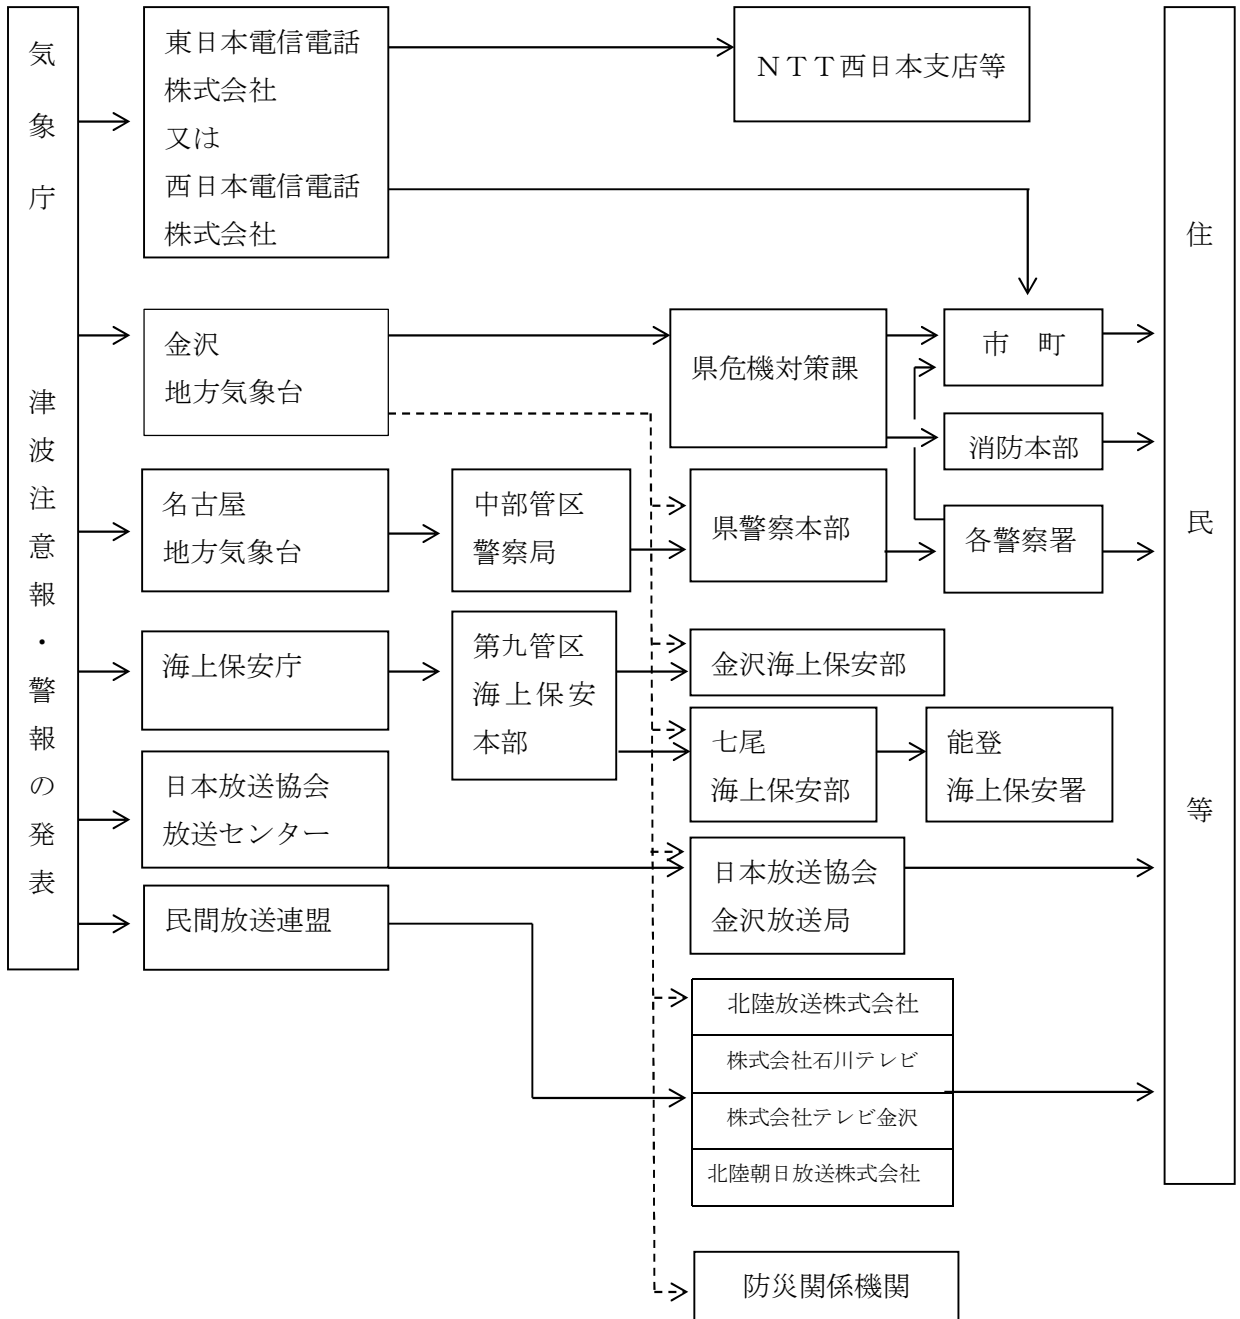 気象庁　津波注意報・警報の発表
東日本電信電話
株式会社
又は
西日本電信電話
株式会社
ＮＴＴ西日本支店等
金沢
地方気象台
県危機対策課
市　町
消防本部
名古屋
地方気象台
中部管区
警察局
県警察本部
各警察署
海上保安庁
第九管区
海上保安
本部
金沢海上保安部
七尾
海上保安部
能登
海上保安署
日本放送協会
放送センター
日本放送協会
金沢放送局
民間放送連盟
北陸放送株式会社
株式会社石川テレビ
株式会社テレビ金沢
北陸朝日放送株式会社
防災関係機関
住民等